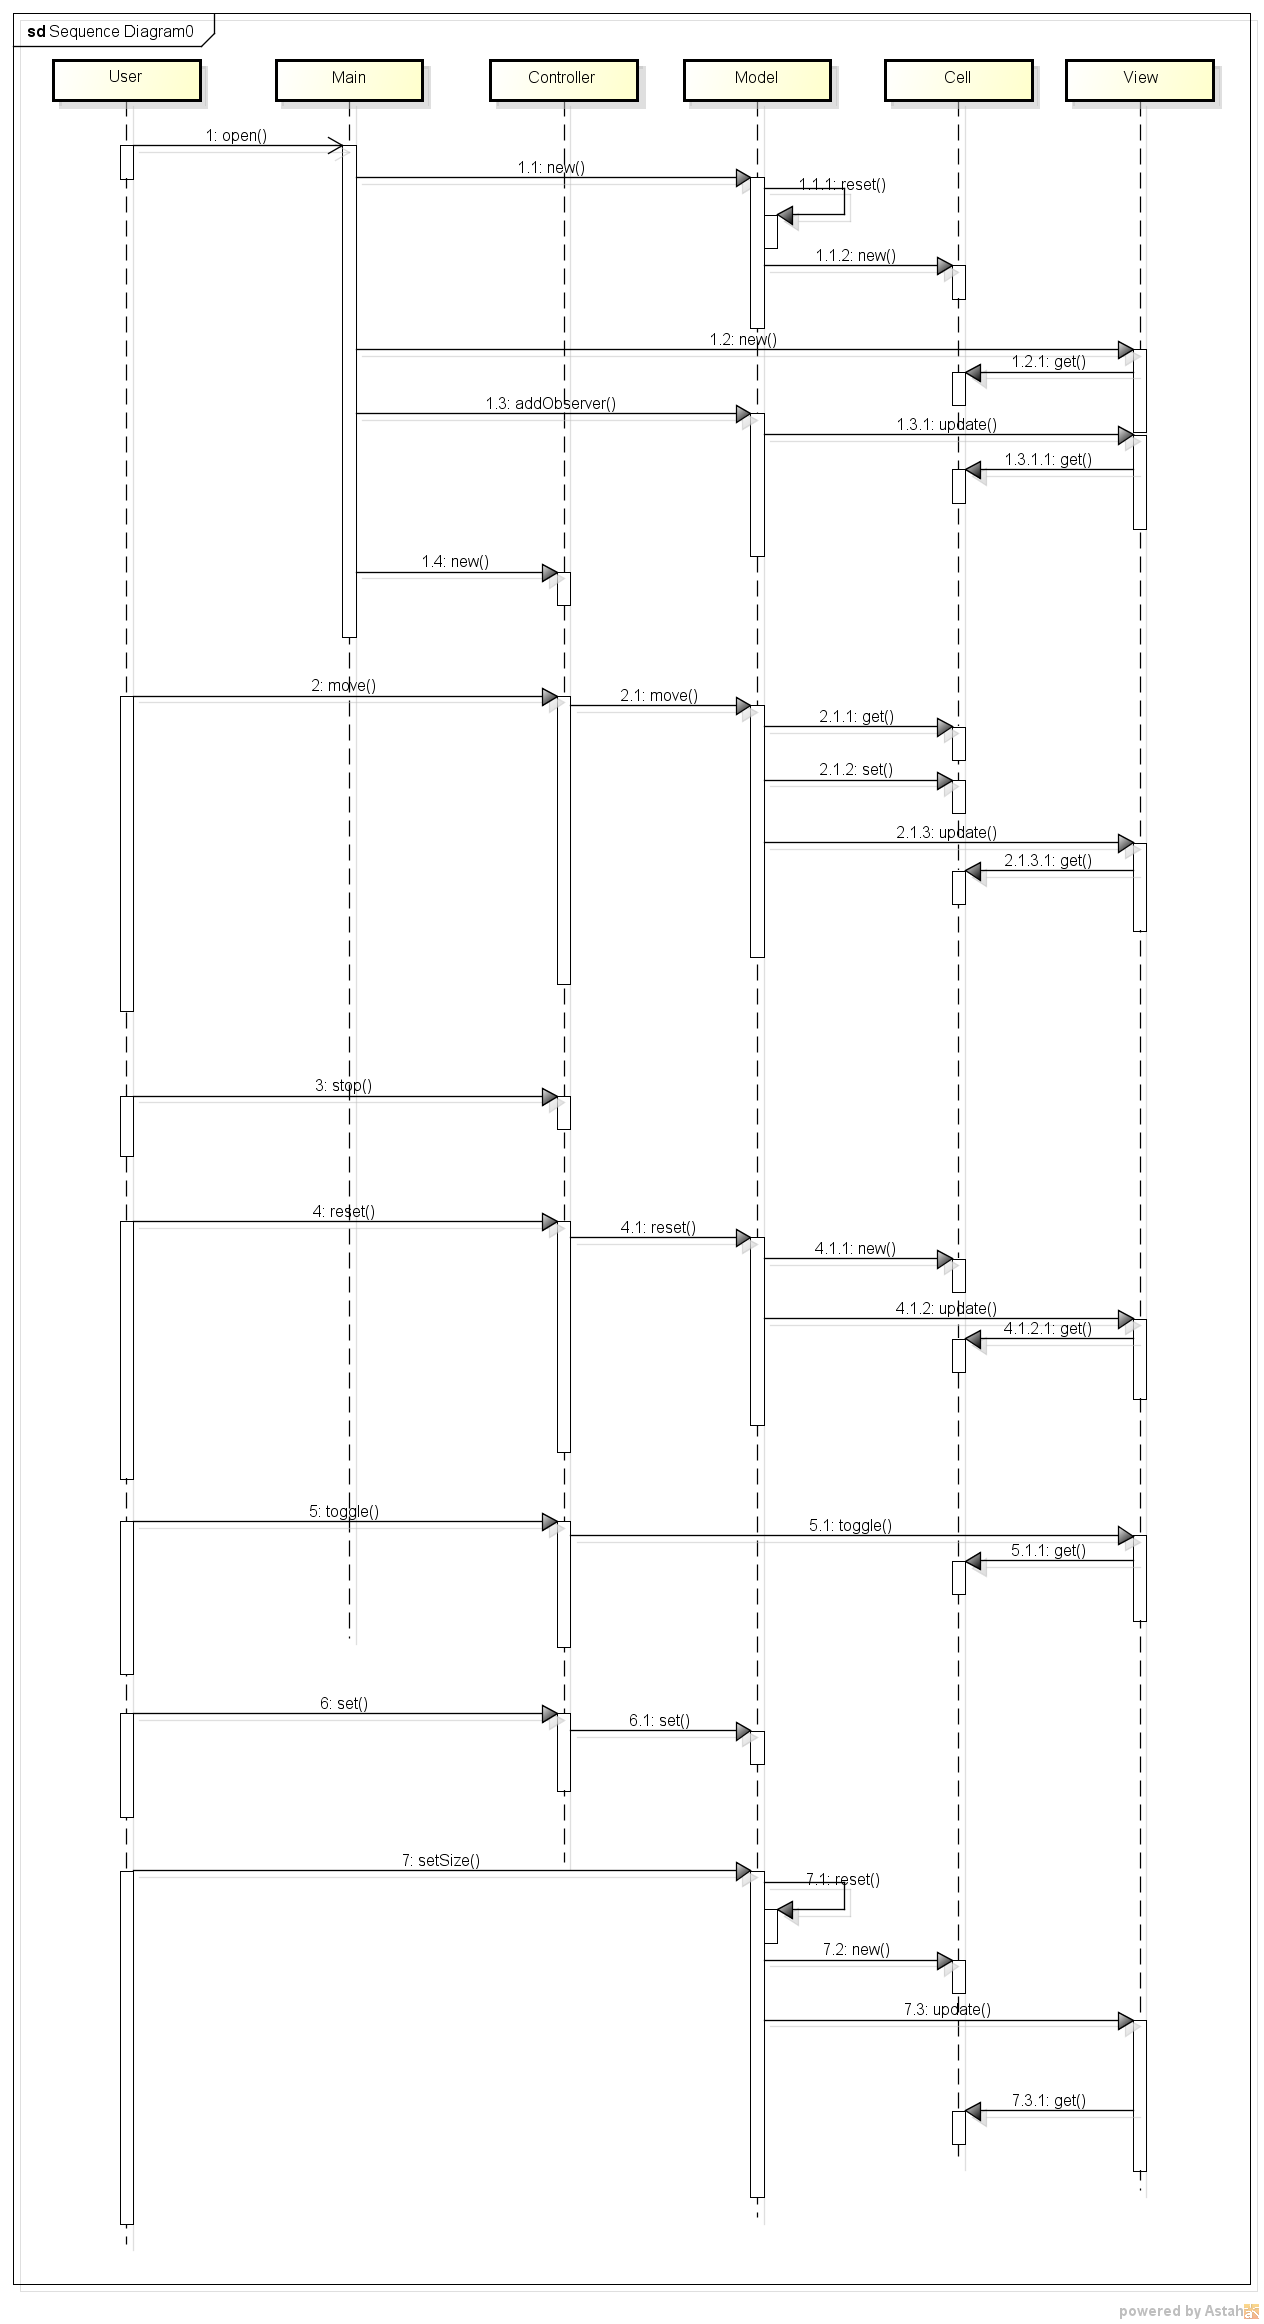 sd Sequence Diagram0
User
Main
Controller
Model
Cell
View
1: open()
1.1: new()
1.1.1: reset()
1.1.2: new()
1.2: new()
1.2.1: get()
1.3: addObserver()
1.3.1: update()
1.3.1.1: get()
1.4: new()
2: move()
2.1: move()
2.1.1: get()
2.1.2: set()
2.1.3: update()
2.1.3.1: get()
3: stop()
4: reset()
4.1: reset()
4.1.1: new()
4.1.2: update()
4.1.2.1: get()
5: toggle()
5.1: toggle()
5.1.1: get()
6: set()
6.1: set()
7: setSize()
7.1: reset()
7.2: new()
7.3: update()
7.3.1: get()
powered by Astah